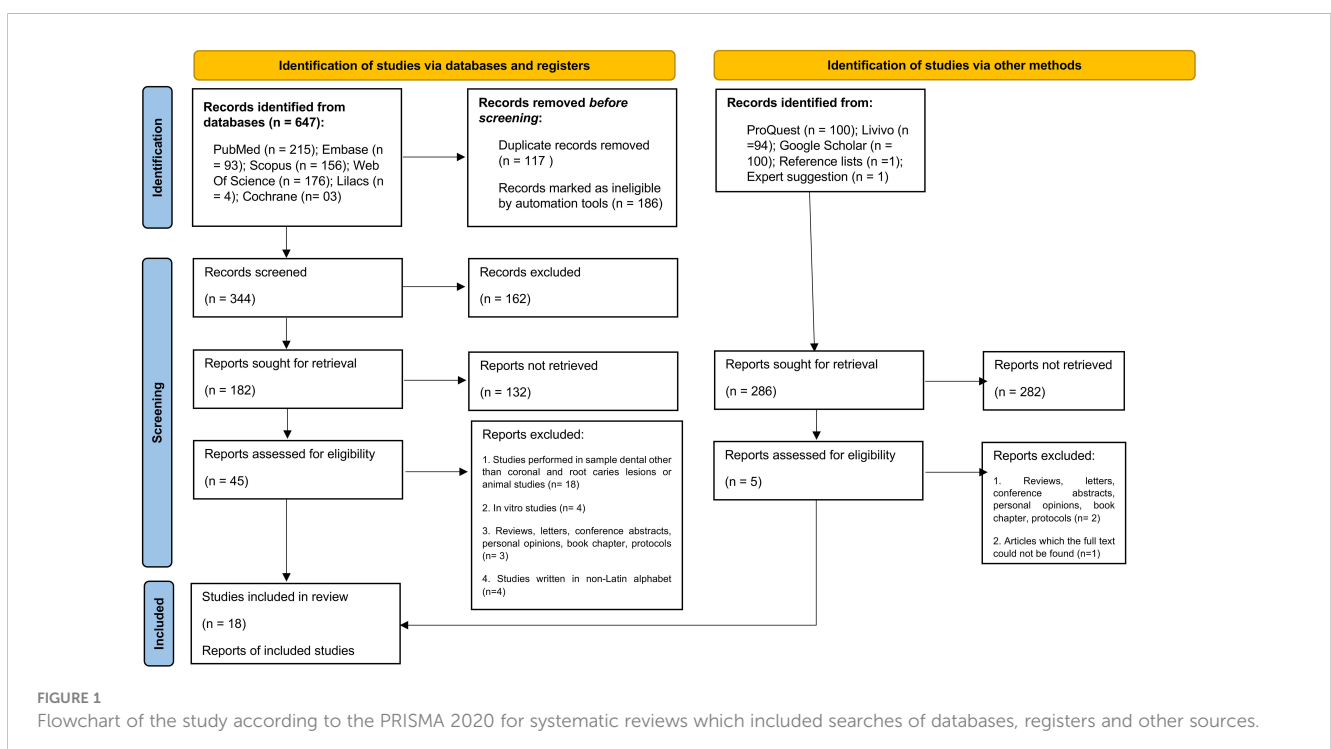 Identification of studies via databases and registers
Identification of studies via other methods
Identification
Records identified from
databases (n = 647):
PubMed (n = 215); Embase (n
= 93); Scopus (n = 156); Web
Of Science (n = 176); Lilacs (n
= 4); Cochrane (n= 03)
Records removed before
screening:
Duplicate records removed
(n = 117 )
Records marked as ineligible
by automation tools (n = 186)
Records identified from:
ProQuest (n = 100); Livivo (n
=94); Google Scholar (n =
100); Reference lists (n =1);
Expert suggestion (n = 1)
Screening
Records screened
(n = 344)
Records excluded
(n = 162)
Reports sought for retrieval
(n = 182)
Reports not retrieved
(n = 132)
Reports sought for retrieval
(n = 286)
Reports not retrieved
(n = 282)
Reports assessed for eligibility
(n = 45)
Reports excluded:
1. Studies performed in sample dental other
than coronal and root caries lesions or
animal studies (n= 18)
2. In vitro studies (n= 4)
3. Reviews, letters, conference abstracts,
personal opinions, book chapter, protocols
(n= 3)
4. Studies written in non-Latin alphabet
(n=4)
Reports assessed for eligibility
(n = 5)
Reports excluded:
1. Reviews, letters,
conference abstracts,
personal opinions, book
chapter, protocols (n= 2)
2. Articles which the full text
could not be found (n=1)
Included
Studies included in review
(n = 18)
Reports of included studies
FIGURE 1
Flowchart of the study according to the PRISMA 2020 for systematic reviews which included searches of databases, registers and other sources.